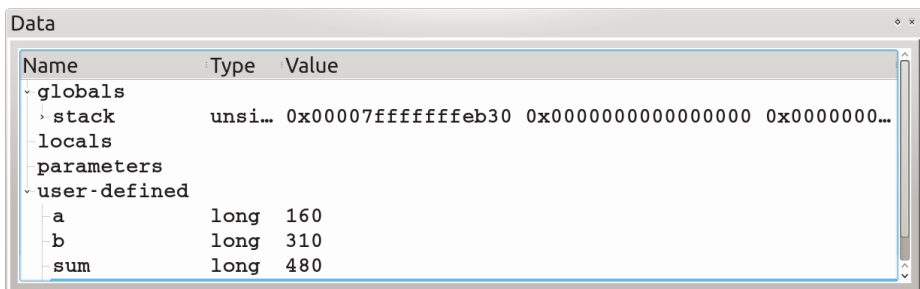 Data
Name Type Value
globals
stack unsi… 0x00007fffffffeb30 0x0000000000000000 0x0000000…
locals
parameters
user-defined
a long 160
b long 310
sum long 480